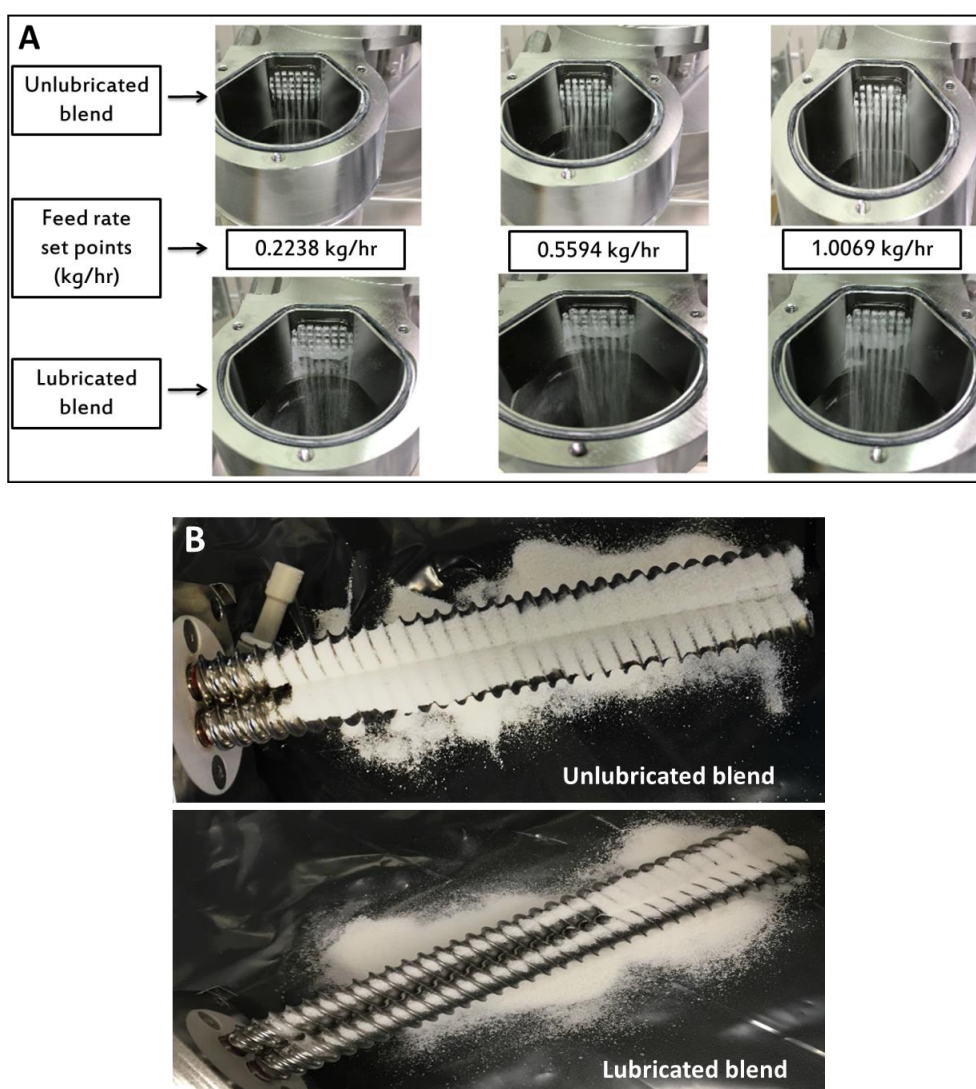 A
Unlubricated
blend
Feed rate
set points
(kg/hr)
0.2238 kg/hr
0.5594 kg/hr
1.0069 kg/hr
Lubricated
blend
B
Unlubricated blend
Lubricated blend